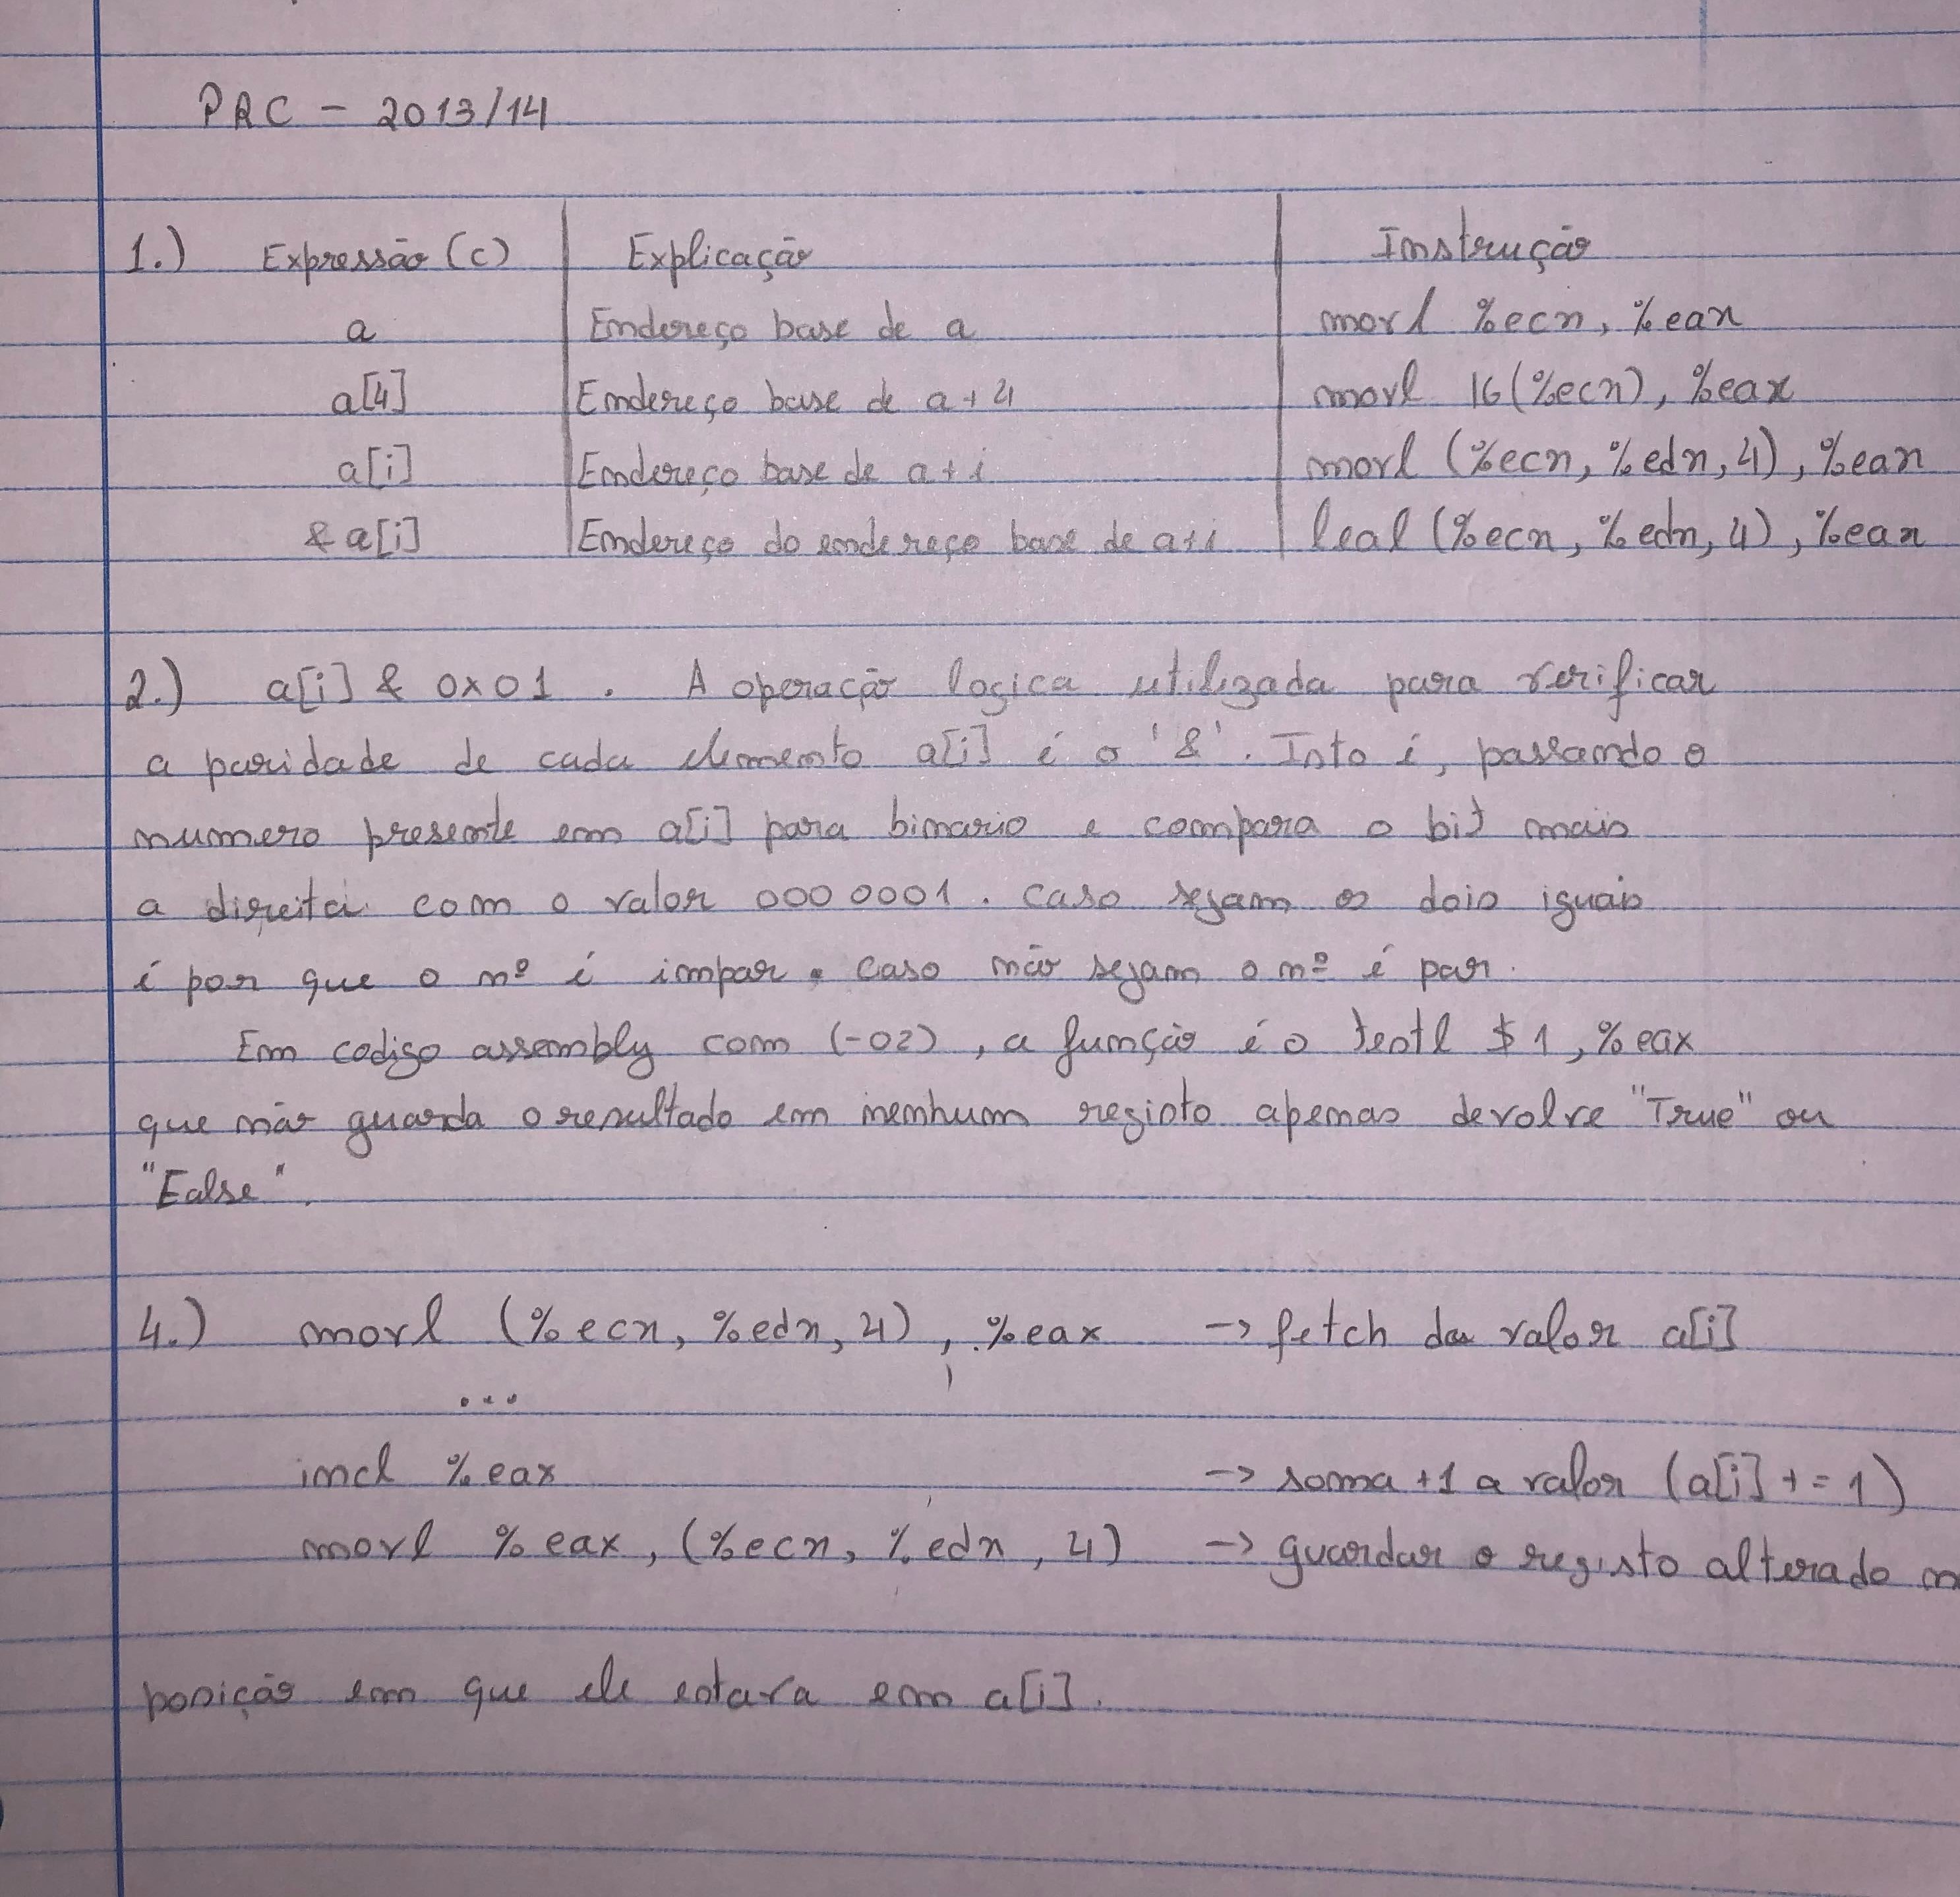 PAC - 2013/14
1.) Expressão (c) Explicação Instrução
a Endereço base de a movl %ecx, %eax
a[4] Endereço base de a+4 movl 16(%ecx), %eax
a[i] Endereço base de a+i movl (%ecx, %edx, 4), %eax
& a[i] Endereço do endereço base de a+i leal (%ecx, %edx, 4), %eax
2.) a[i] & 0x01 . A operação logica utilizada para verificar
a paridade de cada elemento a[i] é o '&'. Isto é, passando o
numero presente em a[i] para binario e compara o bit mais
a direita com o valor 000 0001. caso sejam os dois iguais
é por que o nº é impar. caso não sejam o nº é par.
Em codigo assembly com (-O2), a função é o testl $1, %eax
que não guarda o resultado em nenhum registo apenas devolve "True" ou
"False".
4.) movl (%ecx, %edx, 4), %eax -> fetch do valor a[i]
...
incl %eax -> soma +1 a valor (a[i] += 1)
movl %eax, (%ecx, %edx, 4) -> guardar o registo alterado n
posição em que ele estava em a[i].